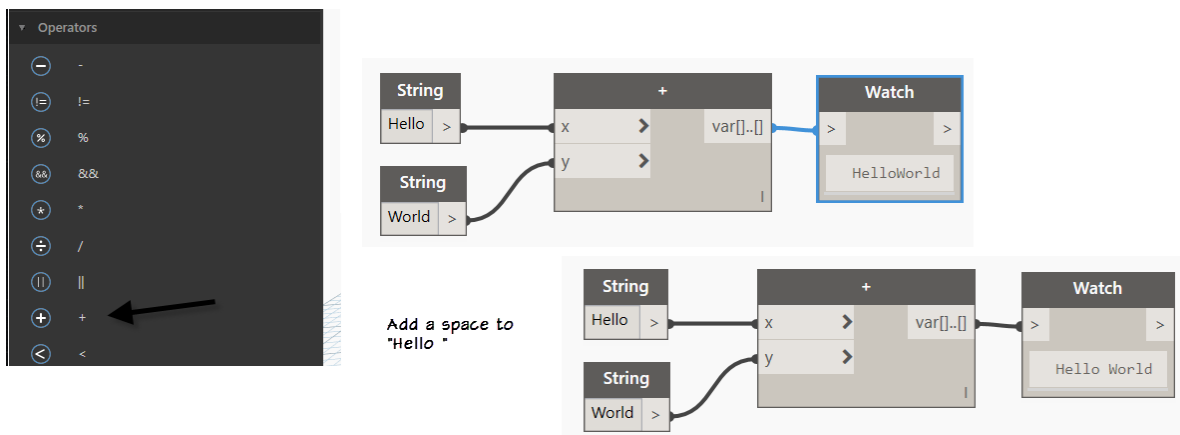 Operators
- -
!= !=
% %
&& &&
* *
÷ /
|| ||
+ +
< <
String
Hello >
String
World >
+
x > var[]..[]
y >
l
Watch
> >
HelloWorld
Add a space to
"Hello "
String
Hello >
String
World >
+
x > var[]..[]
y >
l
Watch
> >
Hello World